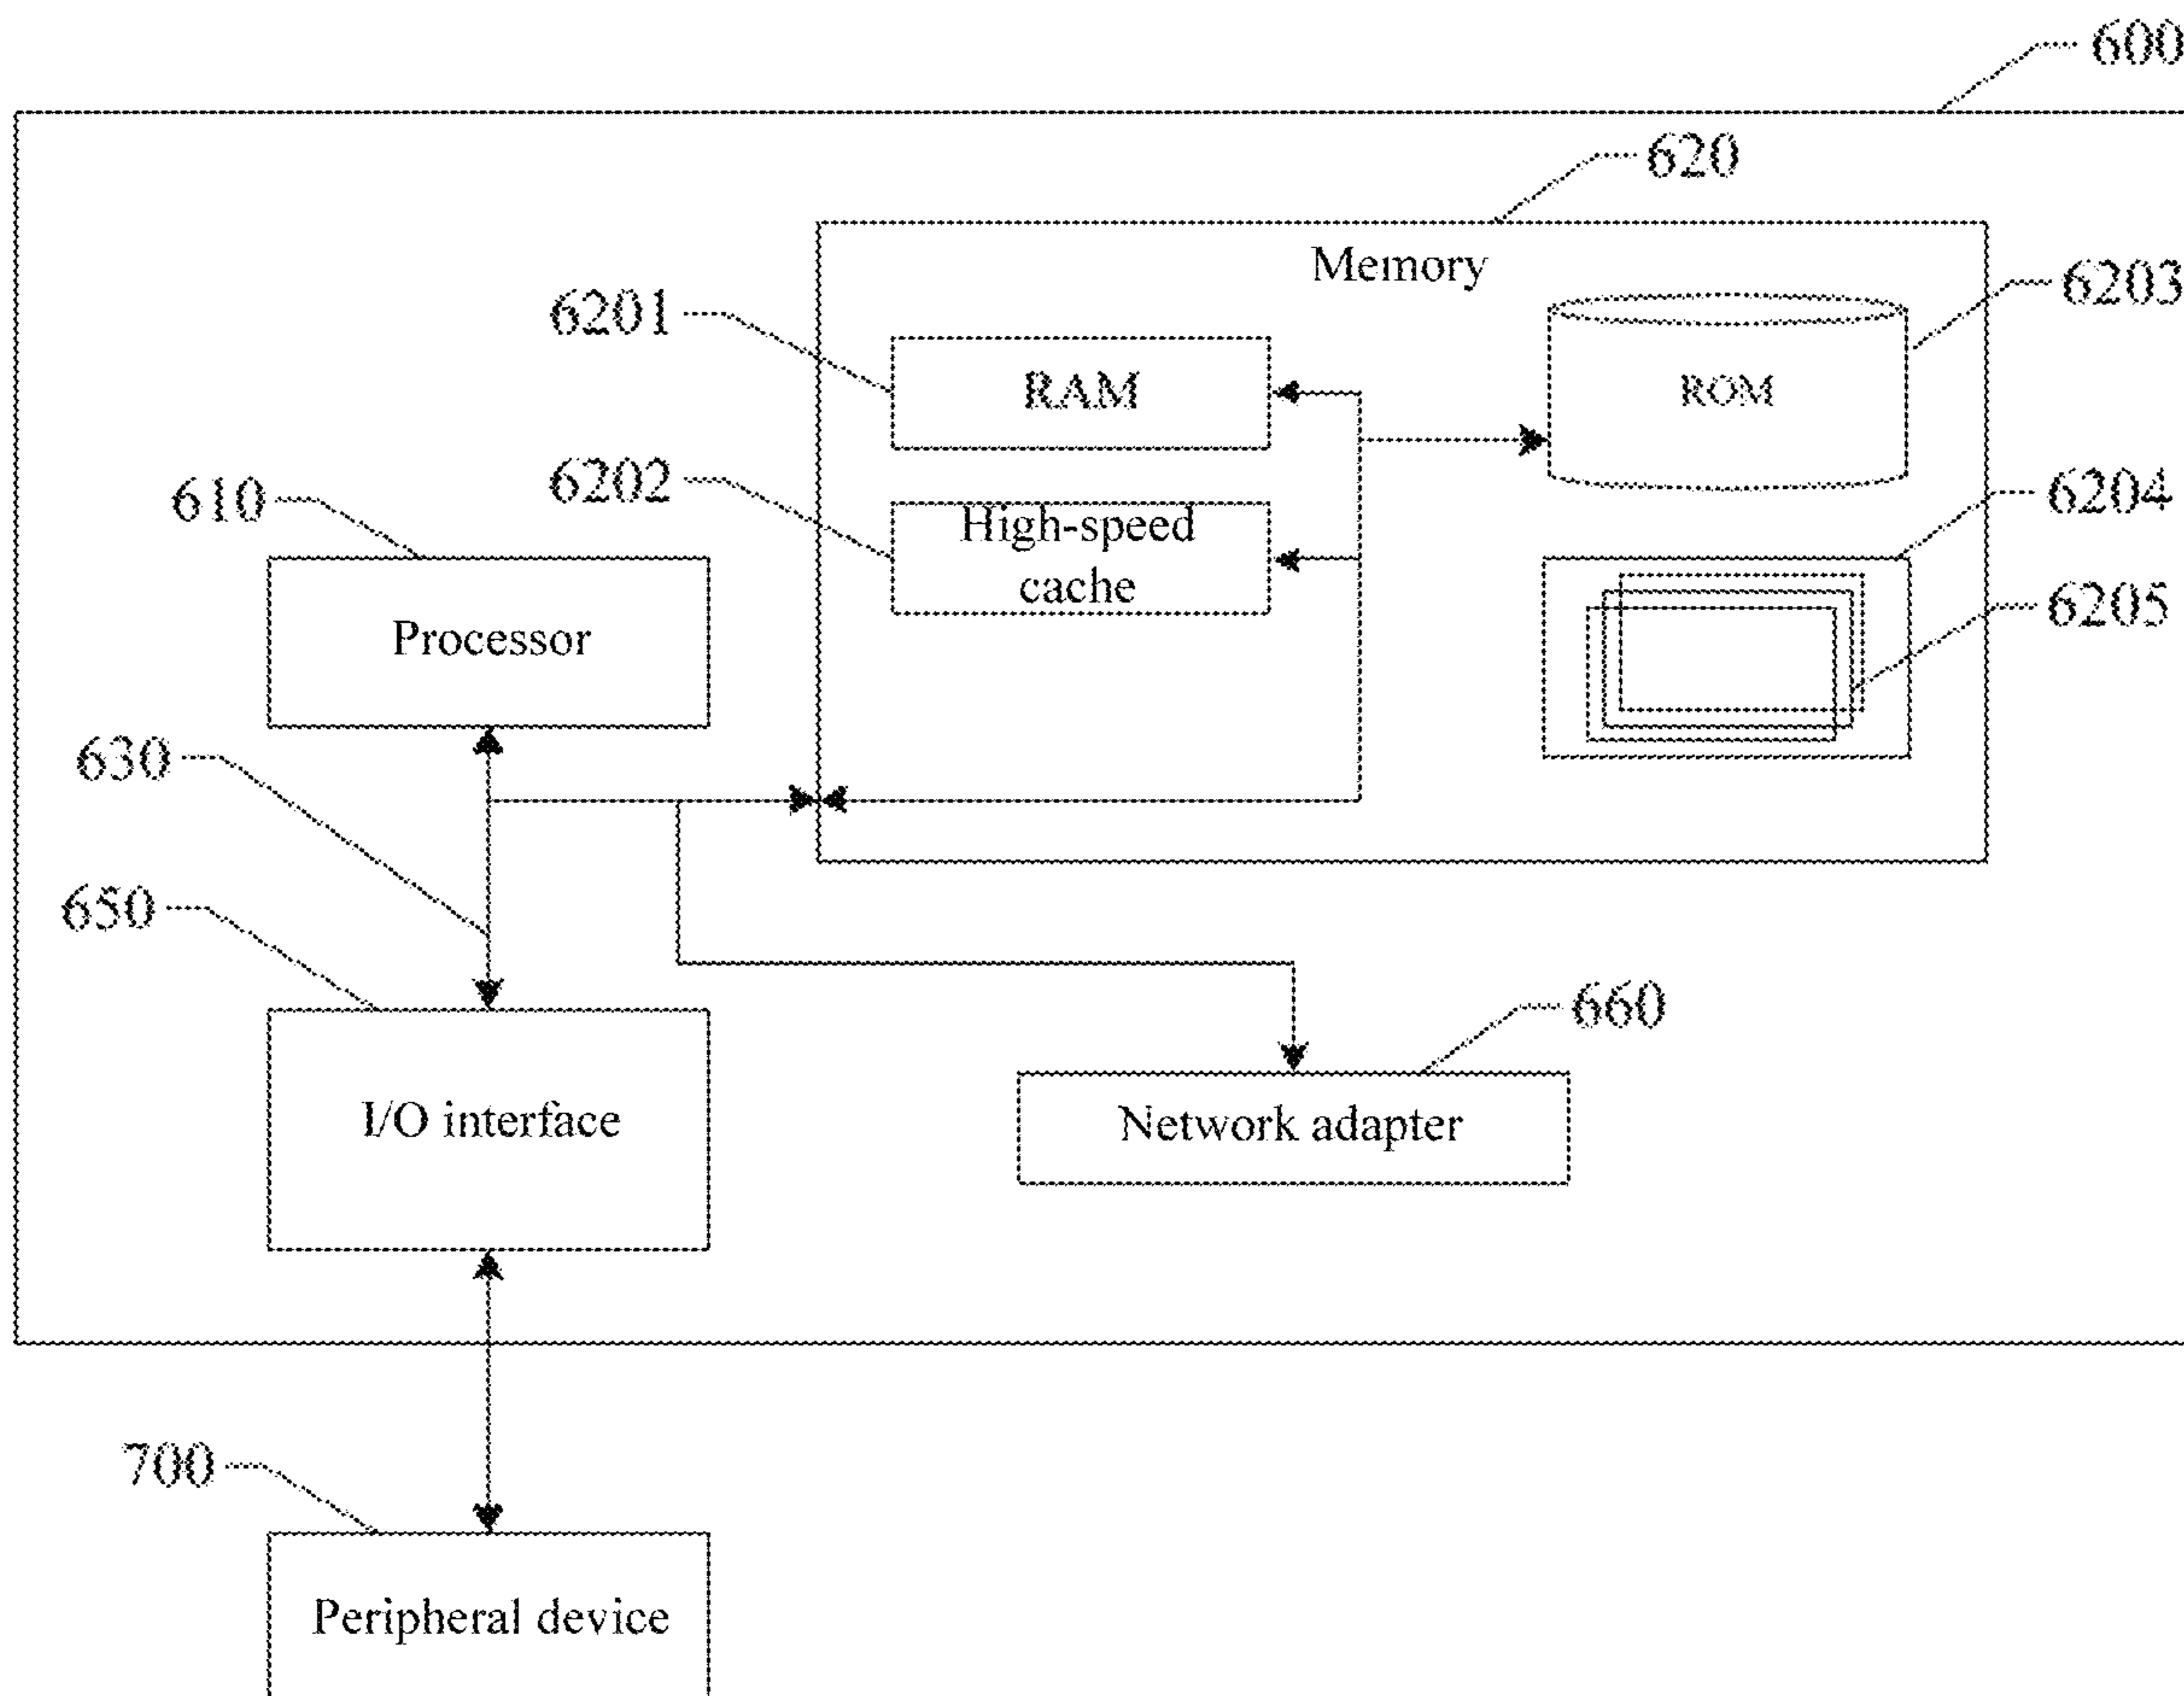 600
620
Memory
6203
6201
RAM
ROM
6202
High-speed
cache
6204
610
6205
Processor
630
650
660
I/O interface
Network adapter
700
Peripheral device